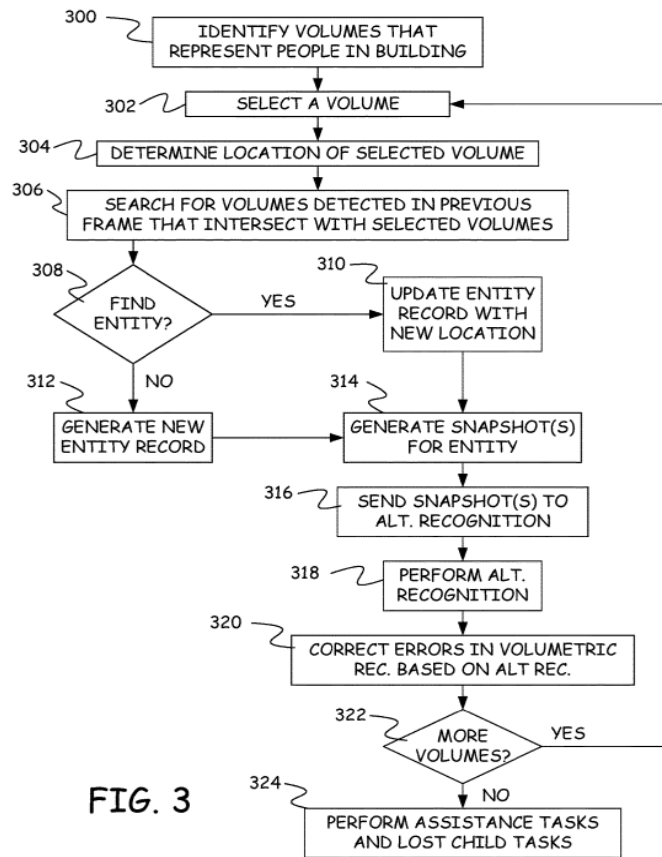 300
IDENTIFY VOLUMES THAT
REPRESENT PEOPLE IN BUILDING
302
SELECT A VOLUME
304
DETERMINE LOCATION OF SELECTED VOLUME
306
SEARCH FOR VOLUMES DETECTED IN PREVIOUS
FRAME THAT INTERSECT WITH SELECTED VOLUMES
308
FIND
ENTITY?
YES
310
UPDATE ENTITY
RECORD WITH
NEW LOCATION
NO
312
GENERATE NEW
ENTITY RECORD
314
GENERATE SNAPSHOT(S)
FOR ENTITY
316
SEND SNAPSHOT(S) TO
ALT. RECOGNITION
318
PERFORM ALT.
RECOGNITION
320
CORRECT ERRORS IN VOLUMETRIC
REC. BASED ON ALT REC.
322
MORE
VOLUMES?
YES
NO
324
PERFORM ASSISTANCE TASKS
AND LOST CHILD TASKS
FIG. 3